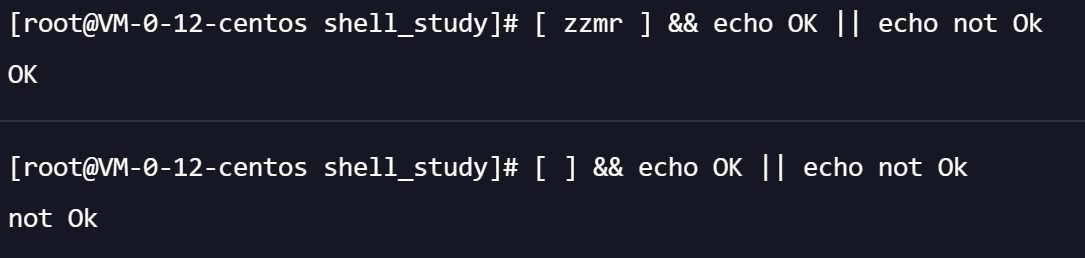 [root@VM-0-12-centos shell_study]# [ zzmr ] && echo OK || echo not Ok
OK
[root@VM-0-12-centos shell_study]# [ ] && echo OK || echo not Ok
not Ok